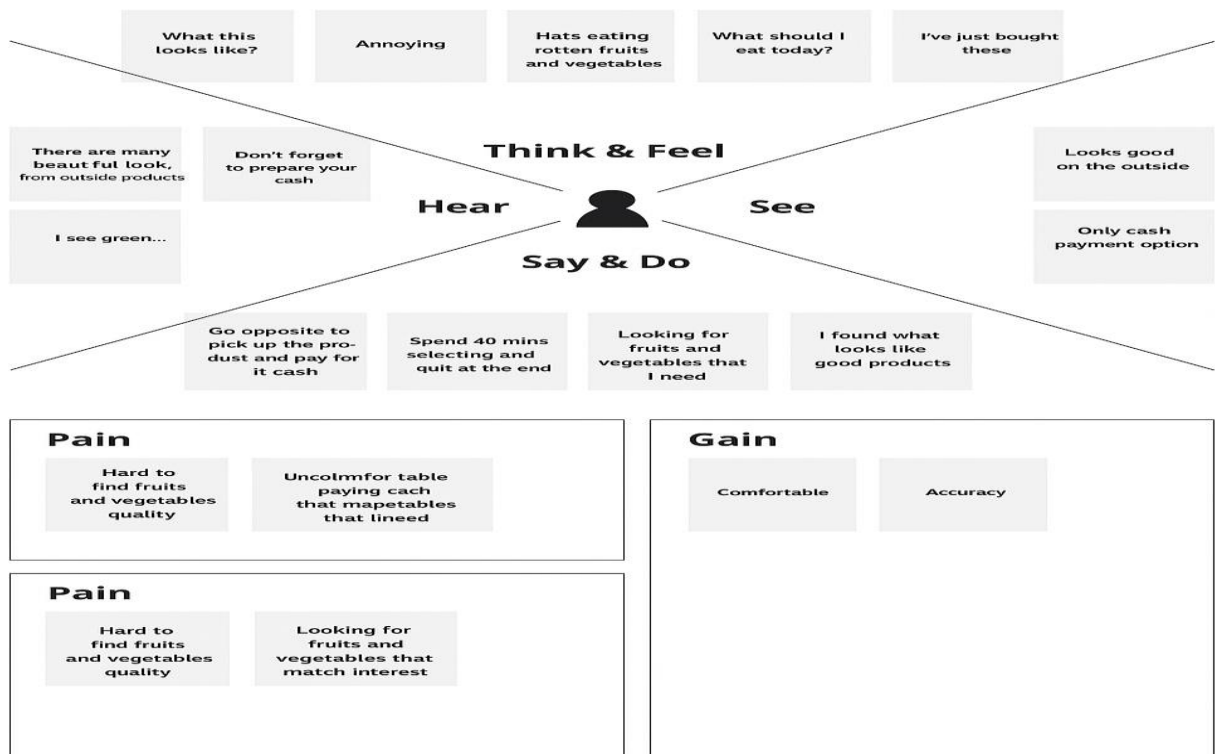 What this
looks like?
Annoying
Hats eating
rotten fruits
and vegetables
What should I
eat today?
I've just bought
these
There are many
beaut ful look,
from outside poducts
Don't forget
to prepare your
cash
I see green...
Think & Feel
Hear
See
Say & Do
Looks good
on the outside
Only cash
payment option
Go opposite to
pick up the pro-
dust and pay for
it cash
Spend 40 mins
selecting and
quit at the end
Looking for
fruits and
vegetables that
I need
I found what
looks like
good products
Pain
Hard to
find fruits
and vegetables
quality
Uncolmnfor table
paying cach
that mapetables
that lineed
Gain
Comfortable
Accuracy
Pain
Hard to
find fruits
and vegetables
quality
Looking for
fruits and
vegetables that
match interest